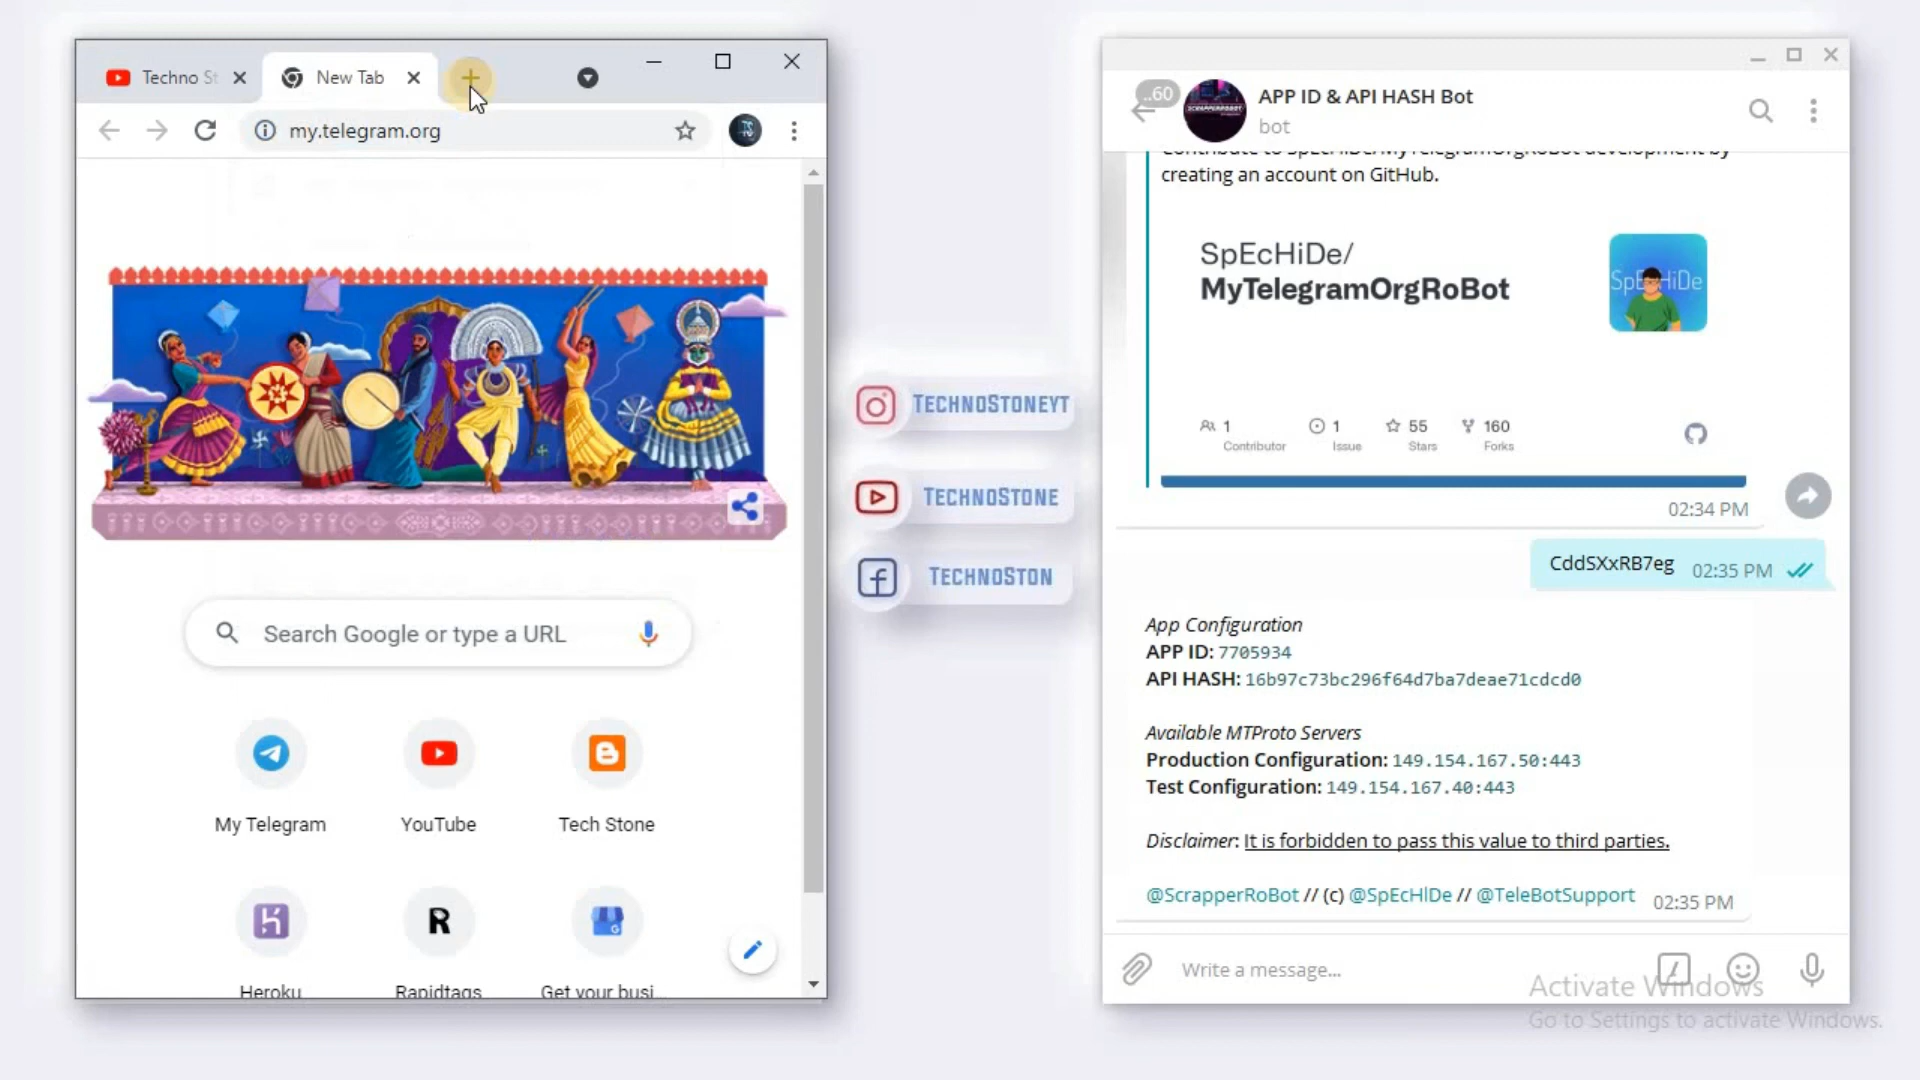 Techno St
New Tab
my.telegram.org
Search Google or type a URL
My Telegram
YouTube
Tech Stone
Heroku
Rapidtags
Get your busi...
TechnoStoneYT
TechnoStone
TechnoSton
..60
APP ID & API HASH Bot
bot
Contribute to SpEcHiDe/MyTelegramOrgRoBot development by
creating an account on GitHub.
SpEcHiDe/
MyTelegramOrgRoBot
SpEcHiDe
1
Contributor
1
Issue
55
Stars
160
Forks
02:34 PM
CddSXxRB7eg 02:35 PM
App Configuration
APP ID: 7705934
API HASH: 16b97c73bc296f64d7ba7deae71cdcd0
Available MTProto Servers
Production Configuration: 149.154.167.50:443
Test Configuration: 149.154.167.40:443
Disclaimer: It is forbidden to pass this value to third parties.
@ScrapperRoBot // (c) @SpEcHlDe // @TeleBotSupport 02:35 PM
Write a message...
Activate Windows
Go to Settings to activate Windows.